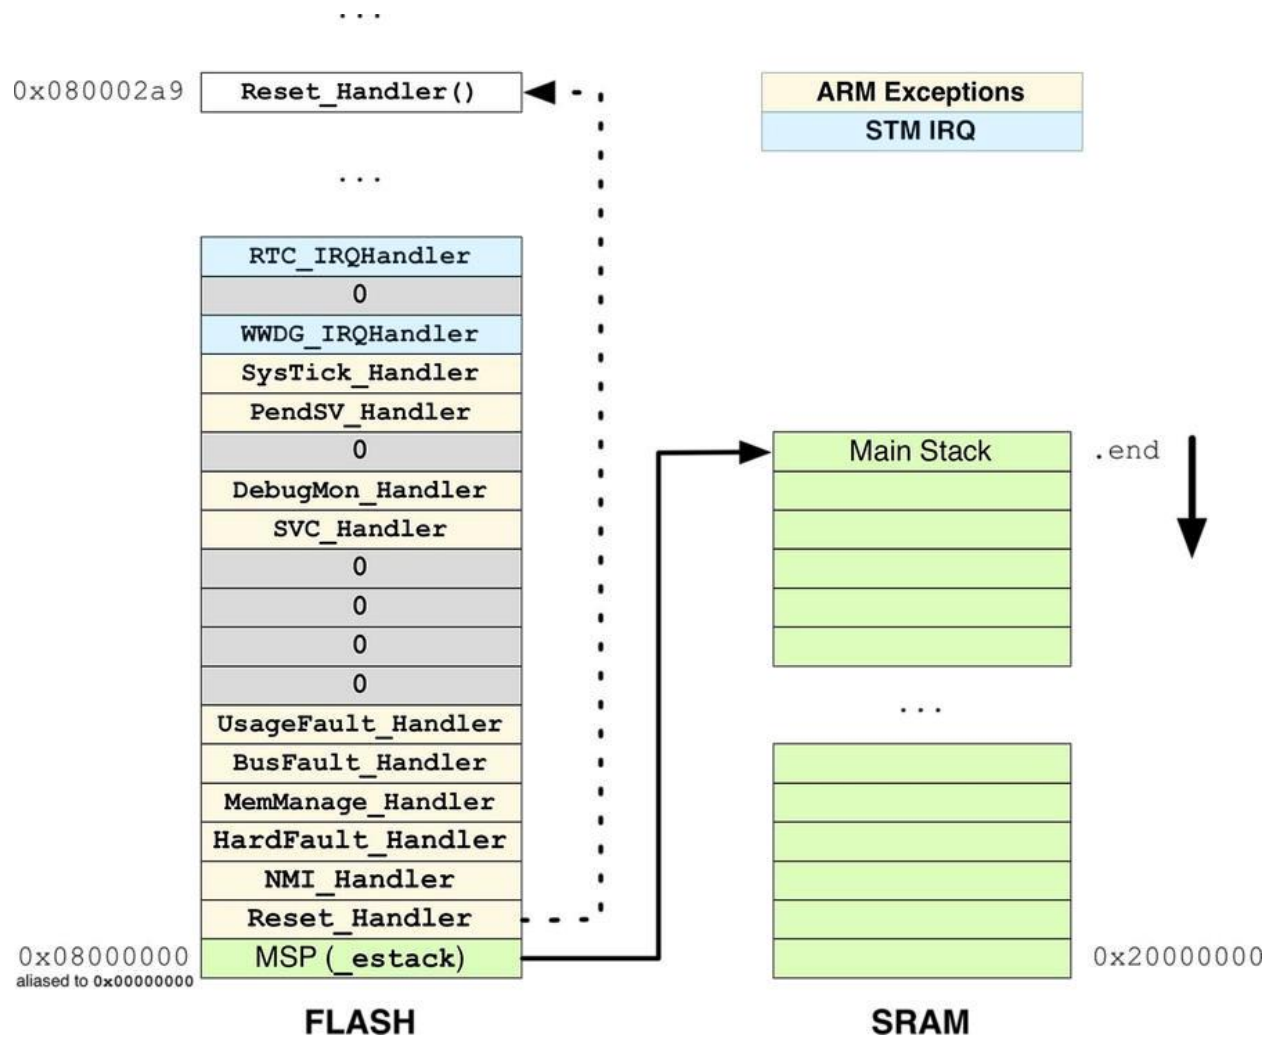 ...
0x080002a9
Reset_Handler()
ARM Exceptions
STM IRQ
...
RTC_IRQHandler
0
WWDG_IRQHandler
SysTick_Handler
PendSV_Handler
0
DebugMon_Handler
SVC_Handler
0
0
0
0
UsageFault_Handler
BusFault_Handler
MemManage_Handler
HardFault_Handler
NMI_Handler
Reset_Handler
0x08000000
aliased to 0x00000000
MSP (_estack)
FLASH
Main Stack
.end
...
0x20000000
SRAM